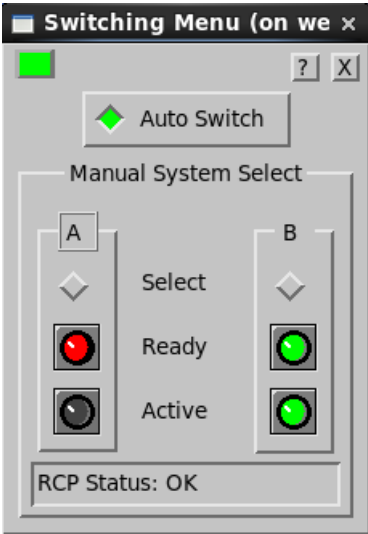 Switching Menu (on we
? X
Auto Switch
Manual System Select
A B
Select
Ready
Active
RCP Status: OK